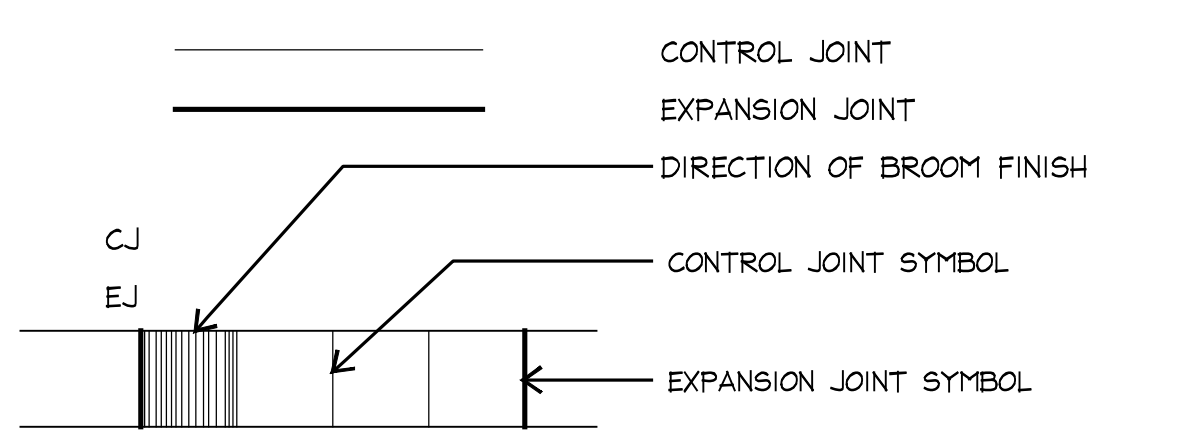 CONTROL JOINT
EXPANSION JOINT
DIRECTION OF BROOM FINISH
CJ
CONTROL JOINT SYMBOL
EJ
EXPANSION JOINT SYMBOL